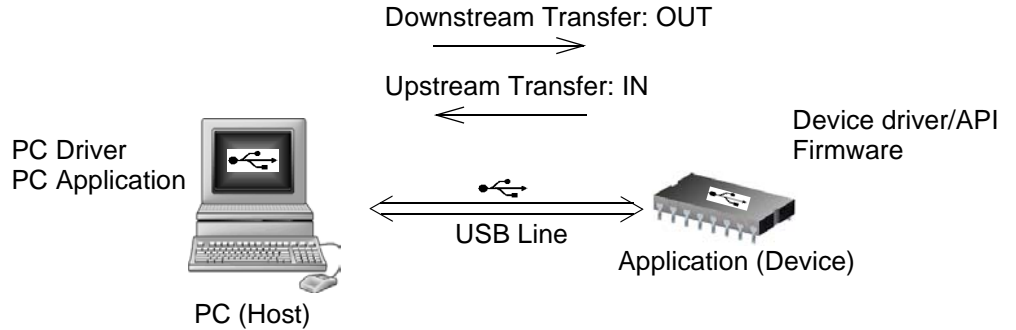 Downstream Transfer: OUT
Upstream Transfer: IN
PC Driver
PC Application
Device driver/API
Firmware
USB Line
Application (Device)
PC (Host)